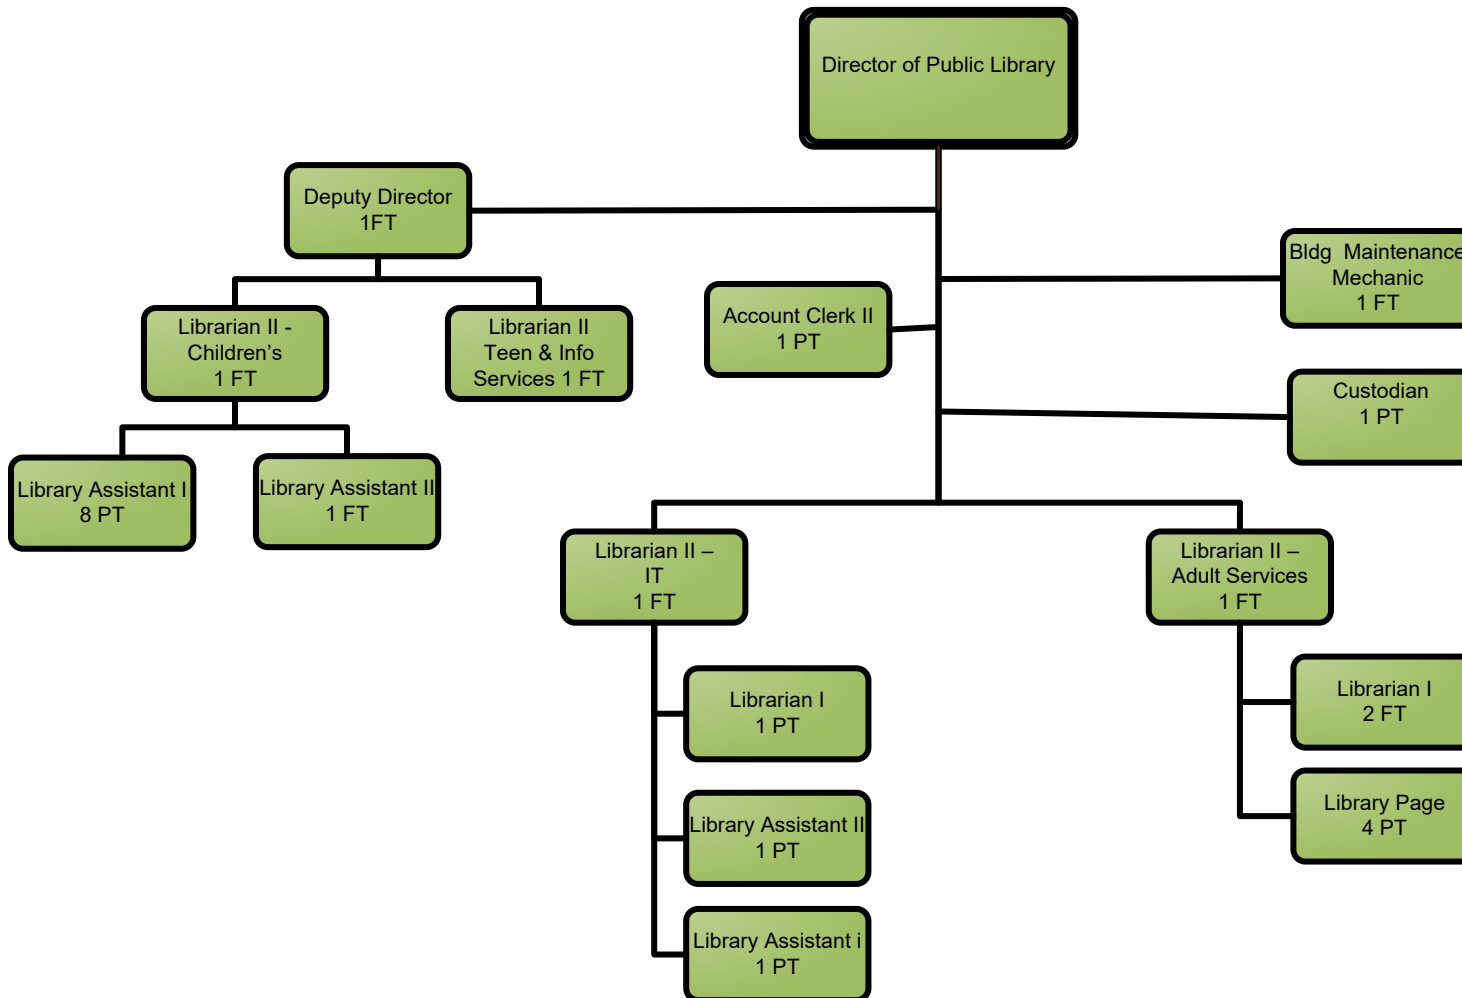 Director of Public Library
Deputy Director
1FT
Bldg  Maintenance
Mechanic
1 FT
Account Clerk II
1 PT
Librarian II -
Children’s
1 FT
Librarian II
Teen & Info
Services 1 FT
Custodian
1 PT
Library Assistant I
8 PT
Library Assistant II
1 FT
Librarian II –
IT
1 FT
Librarian II –
Adult Services
1 FT
Librarian I
1 PT
Librarian I
2 FT
Library Assistant II
1 PT
Library Page
4 PT
Library Assistant i
1 PT